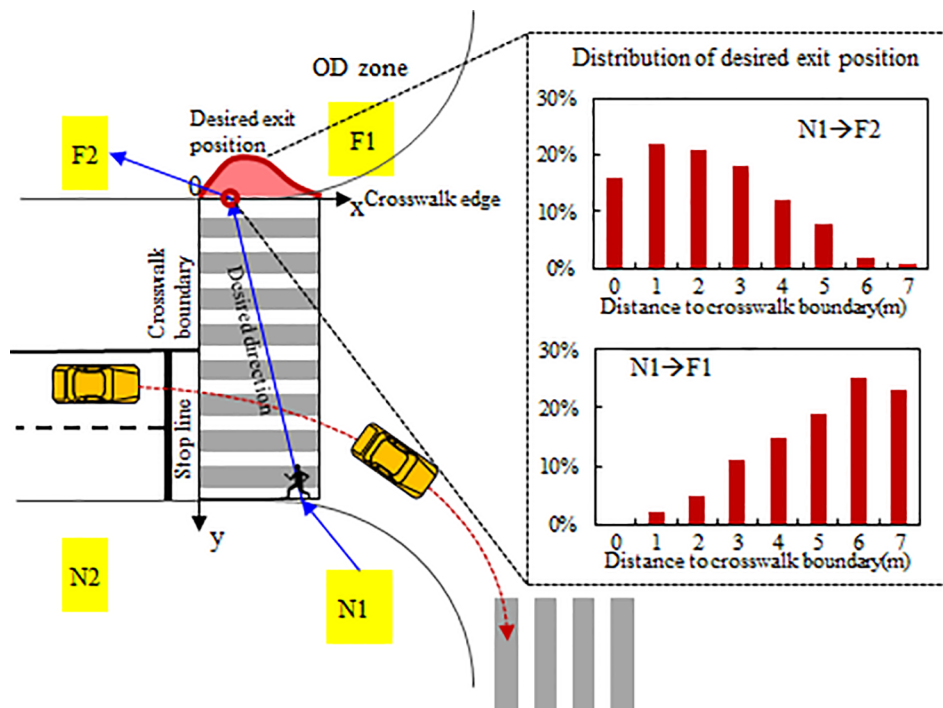 OD zone
Desired exit
position
F1
F2
0
x
Crosswalk edge
Crosswalk
boundary
Desired direction
Stop line
y
N2
N1
Distribution of desired exit position
30%
N1→F2
20%
10%
0%
0 1 2 3 4 5 6 7
Distance to crosswalk boundary(m)
30%
N1→F1
20%
10%
0%
0 1 2 3 4 5 6 7
Distance to crosswalk boundary(m)